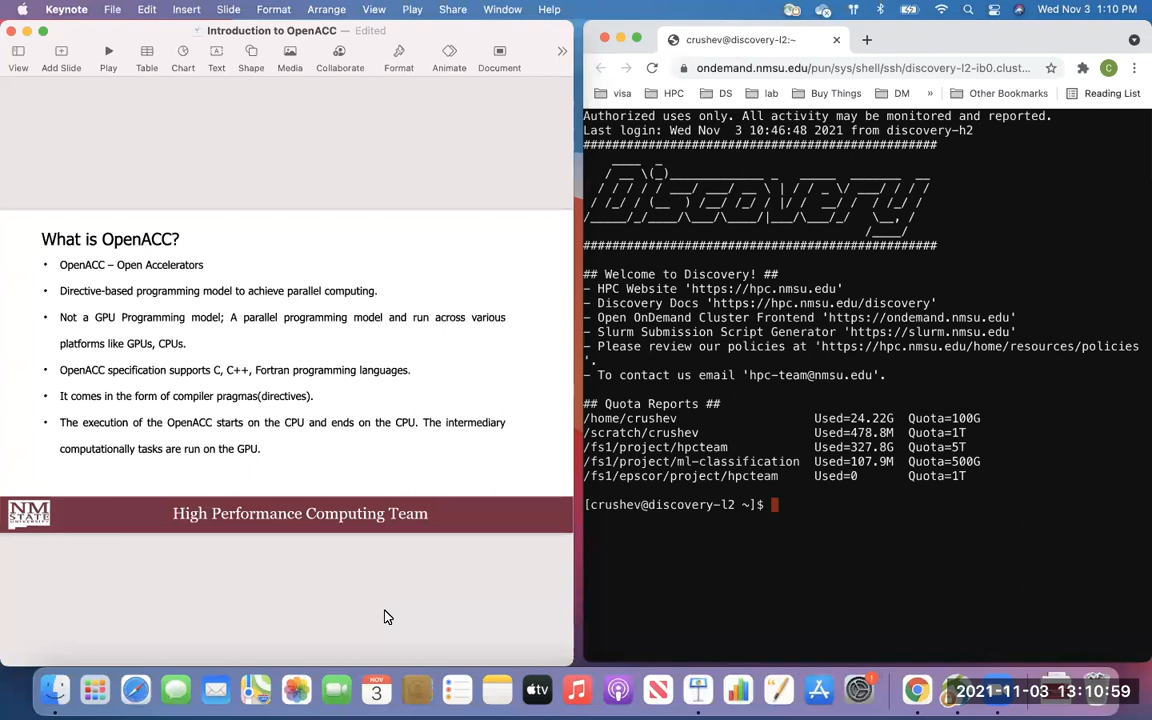 Keynote File Edit Insert Slide Format Arrange View Play Share Window Help Wed Nov 3 1:10 PM
Introduction to OpenACC — Edited
View Add Slide Play Table Chart Text Shape Media Collaborate Format Animate Document
What is OpenACC?
• OpenACC – Open Accelerators
• Directive-based programming model to achieve parallel computing.
• Not a GPU Programming model; A parallel programming model and run across various
platforms like GPUs, CPUs.
• OpenACC specification supports C, C++, Fortran programming languages.
• It comes in the form of compiler pragmas(directives).
• The execution of the OpenACC starts on the CPU and ends on the CPU. The intermediary
computationally tasks are run on the GPU.
NM
STATE
High Performance Computing Team
crushev@discovery-l2:~
ondemand.nmsu.edu/pun/sys/shell/ssh/discovery-l2-ib0.clust...
C
visa HPC DS lab Buy Things DM » Other Bookmarks Reading List
Authorized uses only. All activity may be monitored and reported.
Last login: Wed Nov  3 10:46:48 2021 from discovery-h2
##################################################
Discovery
##################################################
## Welcome to Discovery! ##
- HPC Website 'https://hpc.nmsu.edu'
- Discovery Docs 'https://hpc.nmsu.edu/discovery'
- Open OnDemand Cluster Frontend 'https://ondemand.nmsu.edu'
- Slurm Submission Script Generator 'https://slurm.nmsu.edu'
- Please review our policies at 'https://hpc.nmsu.edu/home/resources/policies
'.
- To contact us email 'hpc-team@nmsu.edu'.
## Quota Reports ##
/home/crushev Used=24.22G Quota=100G
/scratch/crushev Used=478.8M Quota=1T
/fs1/project/hpcteam Used=327.8G Quota=5T
/fs1/project/ml-classification Used=107.9M Quota=500G
/fs1/epscor/project/hpcteam Used=0 Quota=1T
[crushev@discovery-l2 ~]$
NOV
3
tv
1
2021-11-03 13:10:59